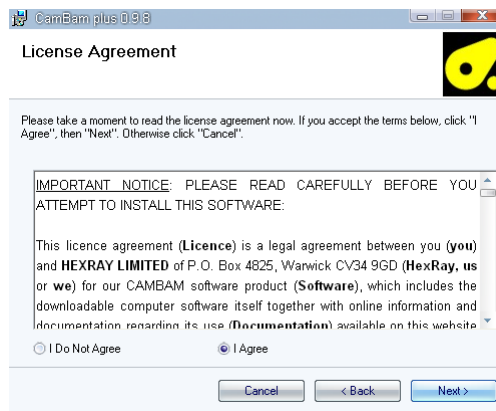 CamBam plus 0.9.8
License Agreement
Please take a moment to read the license agreement now. If you accept the terms below, click "I
Agree", then "Next". Otherwise click "Cancel".
IMPORTANT NOTICE: PLEASE READ CAREFULLY BEFORE YOU
ATTEMPT TO INSTALL THIS SOFTWARE:
This licence agreement (Licence) is a legal agreement between you (you)
and HEXRAY LIMITED of P.O. Box 4825, Warwick CV34 9GD (HexRay, us
or we) for our CAMBAM software product (Software), which includes the
downloadable computer software itself together with online information and
documentation regarding its use (Documentation) available on this website
I Do Not Agree
I Agree
Cancel
< Back
Next >